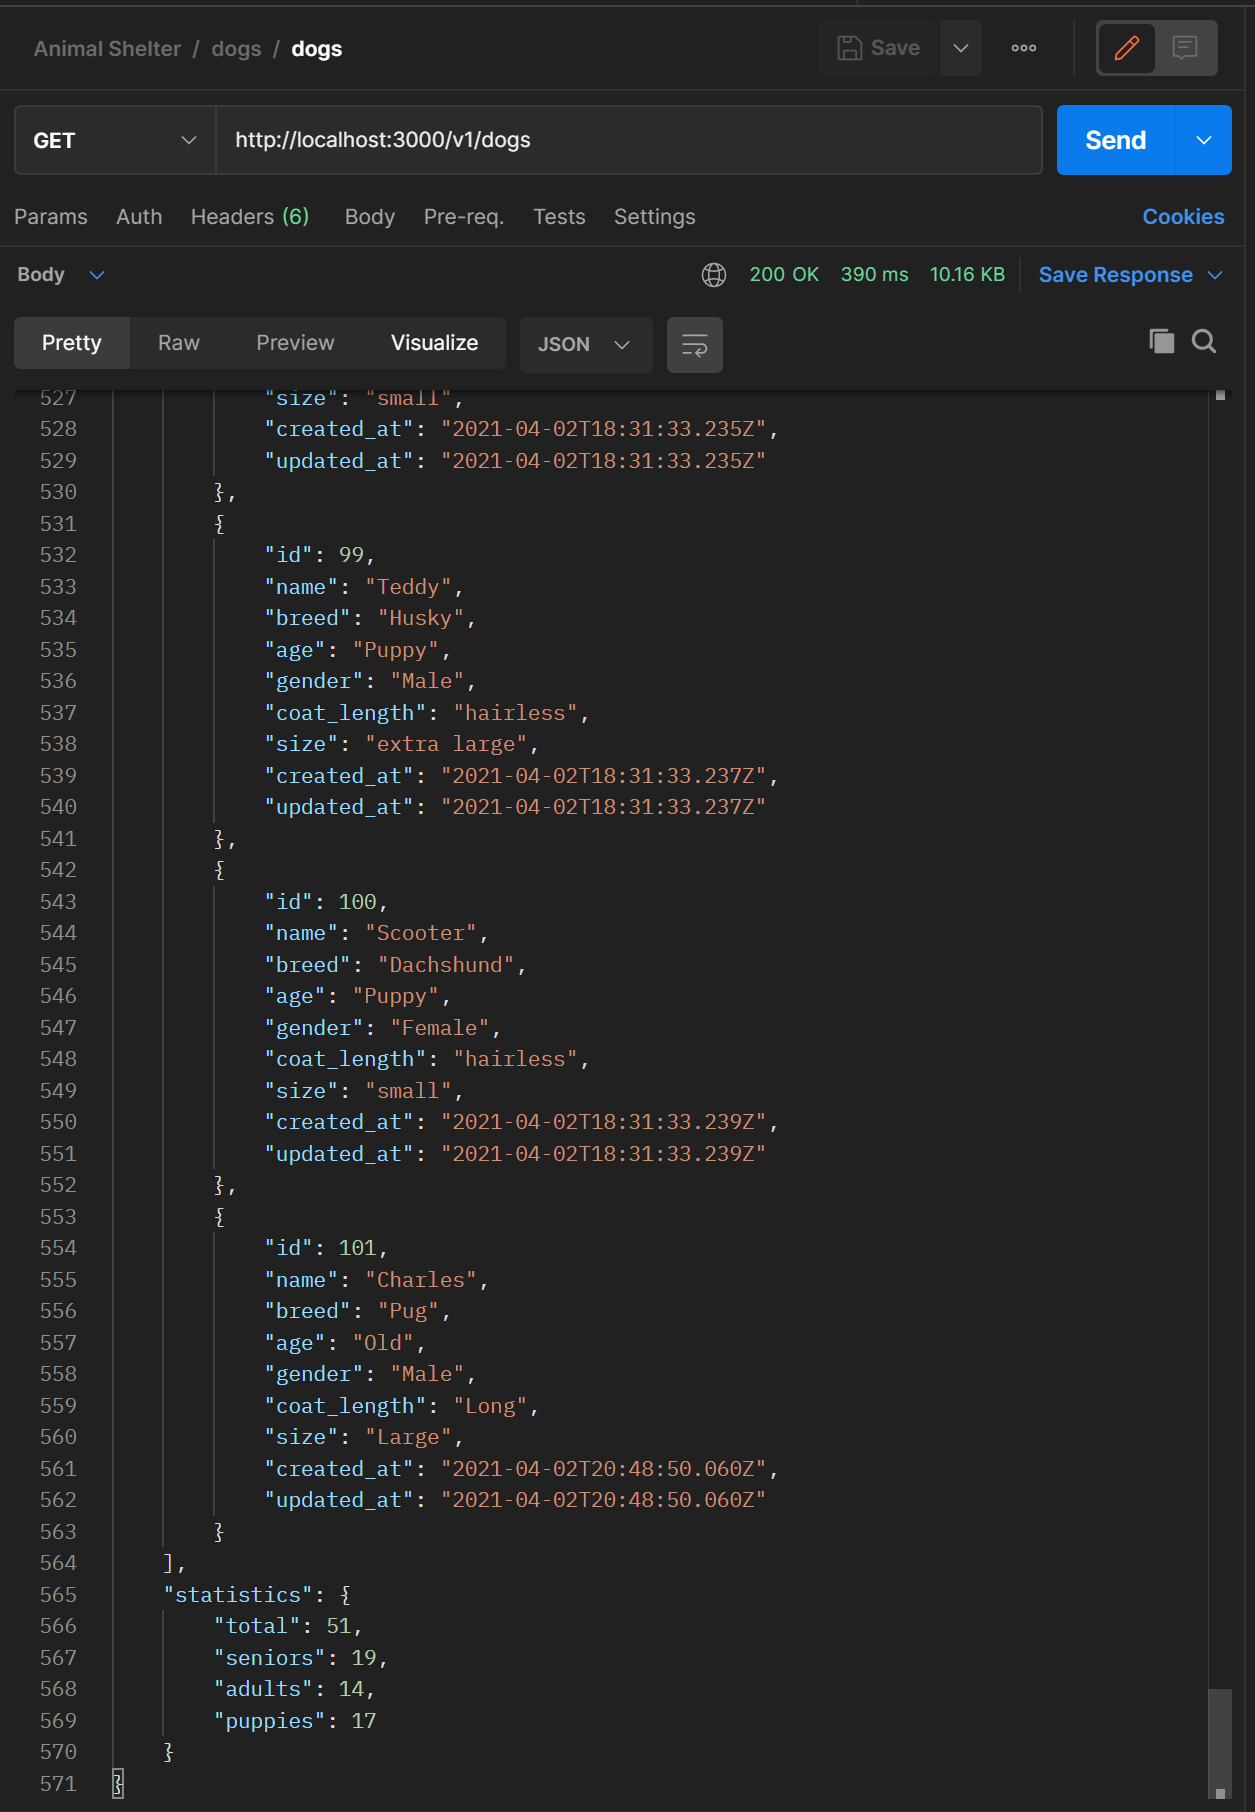 Animal Shelter / dogs / dogs
Save
GET
http://localhost:3000/v1/dogs
Send
Params Auth Headers (6) Body Pre-req. Tests Settings
Cookies
Body
200 OK 390 ms 10.16 KB
Save Response
Pretty Raw Preview Visualize
JSON
527 "size": "small",
528 "created_at": "2021-04-02T18:31:33.235Z",
529 "updated_at": "2021-04-02T18:31:33.235Z"
530 },
531 {
532 "id": 99,
533 "name": "Teddy",
534 "breed": "Husky",
535 "age": "Puppy",
536 "gender": "Male",
537 "coat_length": "hairless",
538 "size": "extra large",
539 "created_at": "2021-04-02T18:31:33.237Z",
540 "updated_at": "2021-04-02T18:31:33.237Z"
541 },
542 {
543 "id": 100,
544 "name": "Scooter",
545 "breed": "Dachshund",
546 "age": "Puppy",
547 "gender": "Female",
548 "coat_length": "hairless",
549 "size": "small",
550 "created_at": "2021-04-02T18:31:33.239Z",
551 "updated_at": "2021-04-02T18:31:33.239Z"
552 },
553 {
554 "id": 101,
555 "name": "Charles",
556 "breed": "Pug",
557 "age": "Old",
558 "gender": "Male",
559 "coat_length": "Long",
560 "size": "Large",
561 "created_at": "2021-04-02T20:48:50.060Z",
562 "updated_at": "2021-04-02T20:48:50.060Z"
563 }
564 ],
565 "statistics": {
566 "total": 51,
567 "seniors": 19,
568 "adults": 14,
569 "puppies": 17
570 }
571 }